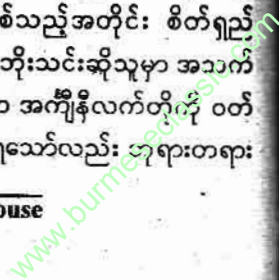 သည့်အတိုင်း စိတ်ရှည်
ဘိုးသင်းဆိုသူမှာ အသက်
အင်္ကျီနီလက်တိုကို ဝတ်
သော်လည်း ဘုရားတရား
ouse
www.burmeseclassic.com